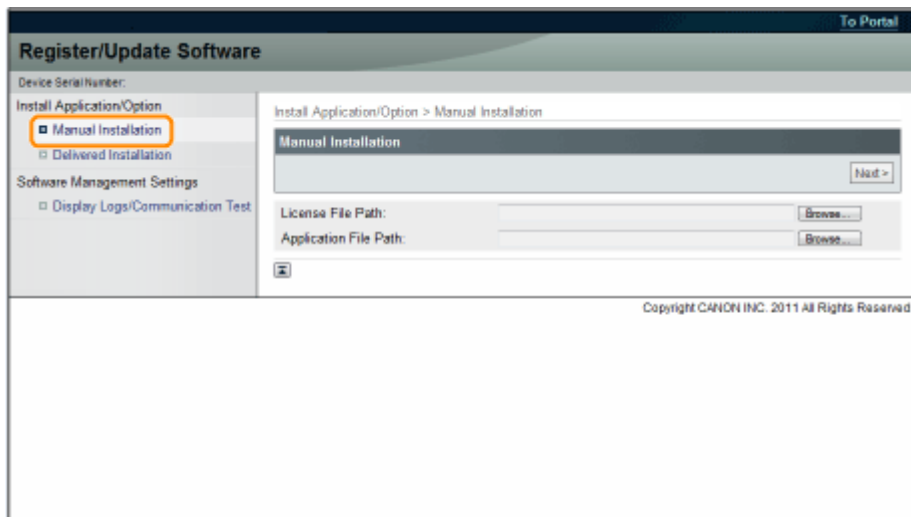 To Portal
Register/Update Software
Device Serial Number:
Install Application/Option
Manual Installation
Delivered Installation
Software Management Settings
Display Logs/Communication Test
Install Application/Option > Manual Installation
Manual Installation
Next >
License File Path: Browse...
Application File Path: Browse...
Copyright CANON INC. 2011 All Rights Reserved